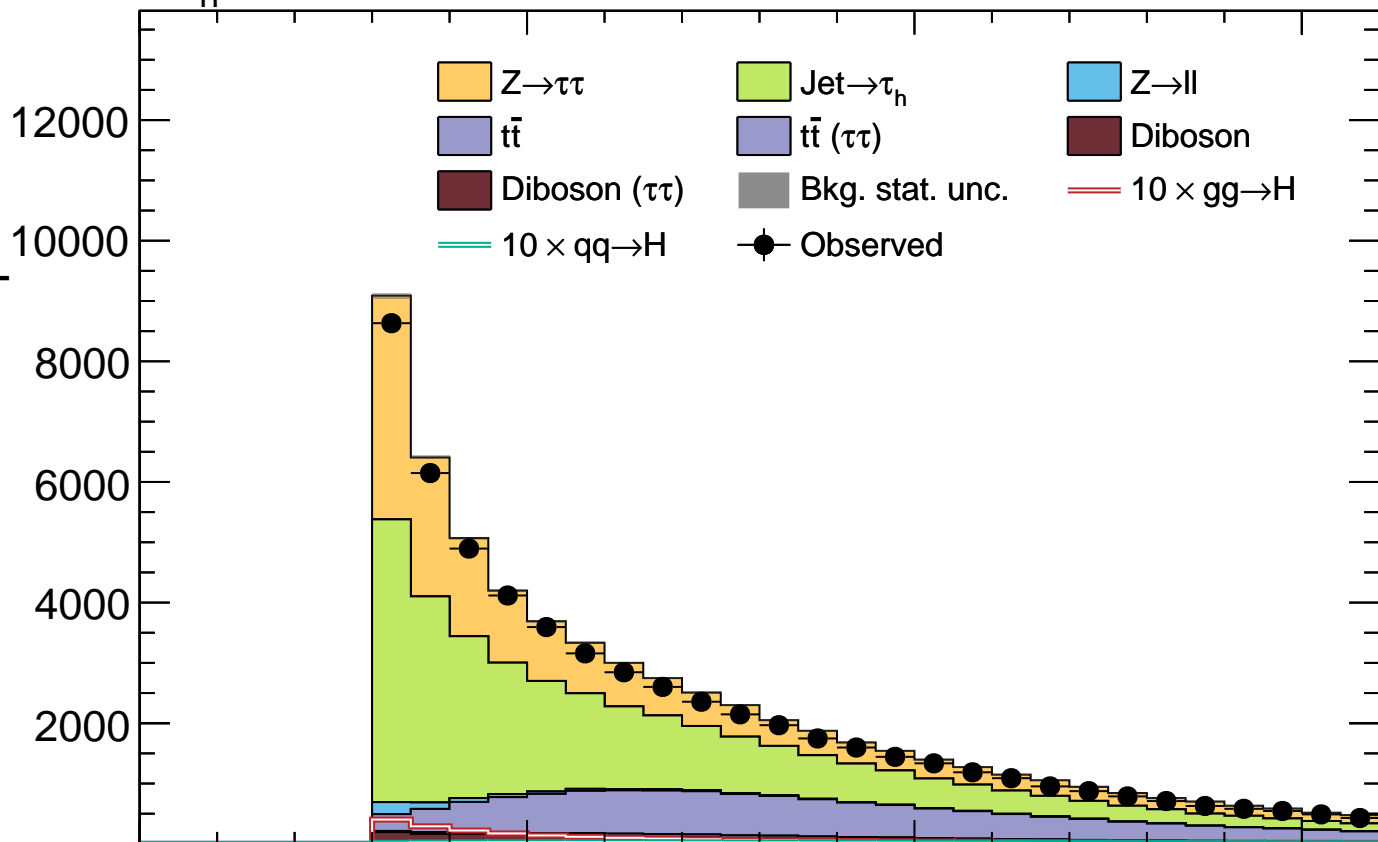 Z→ττ Jet→τh Z→ll
tt̄ tt̄ (ττ) Diboson
Diboson (ττ) Bkg. stat. unc. 10 × gg→H
10 × qq→H Observed
12000
10000
8000
6000
4000
2000